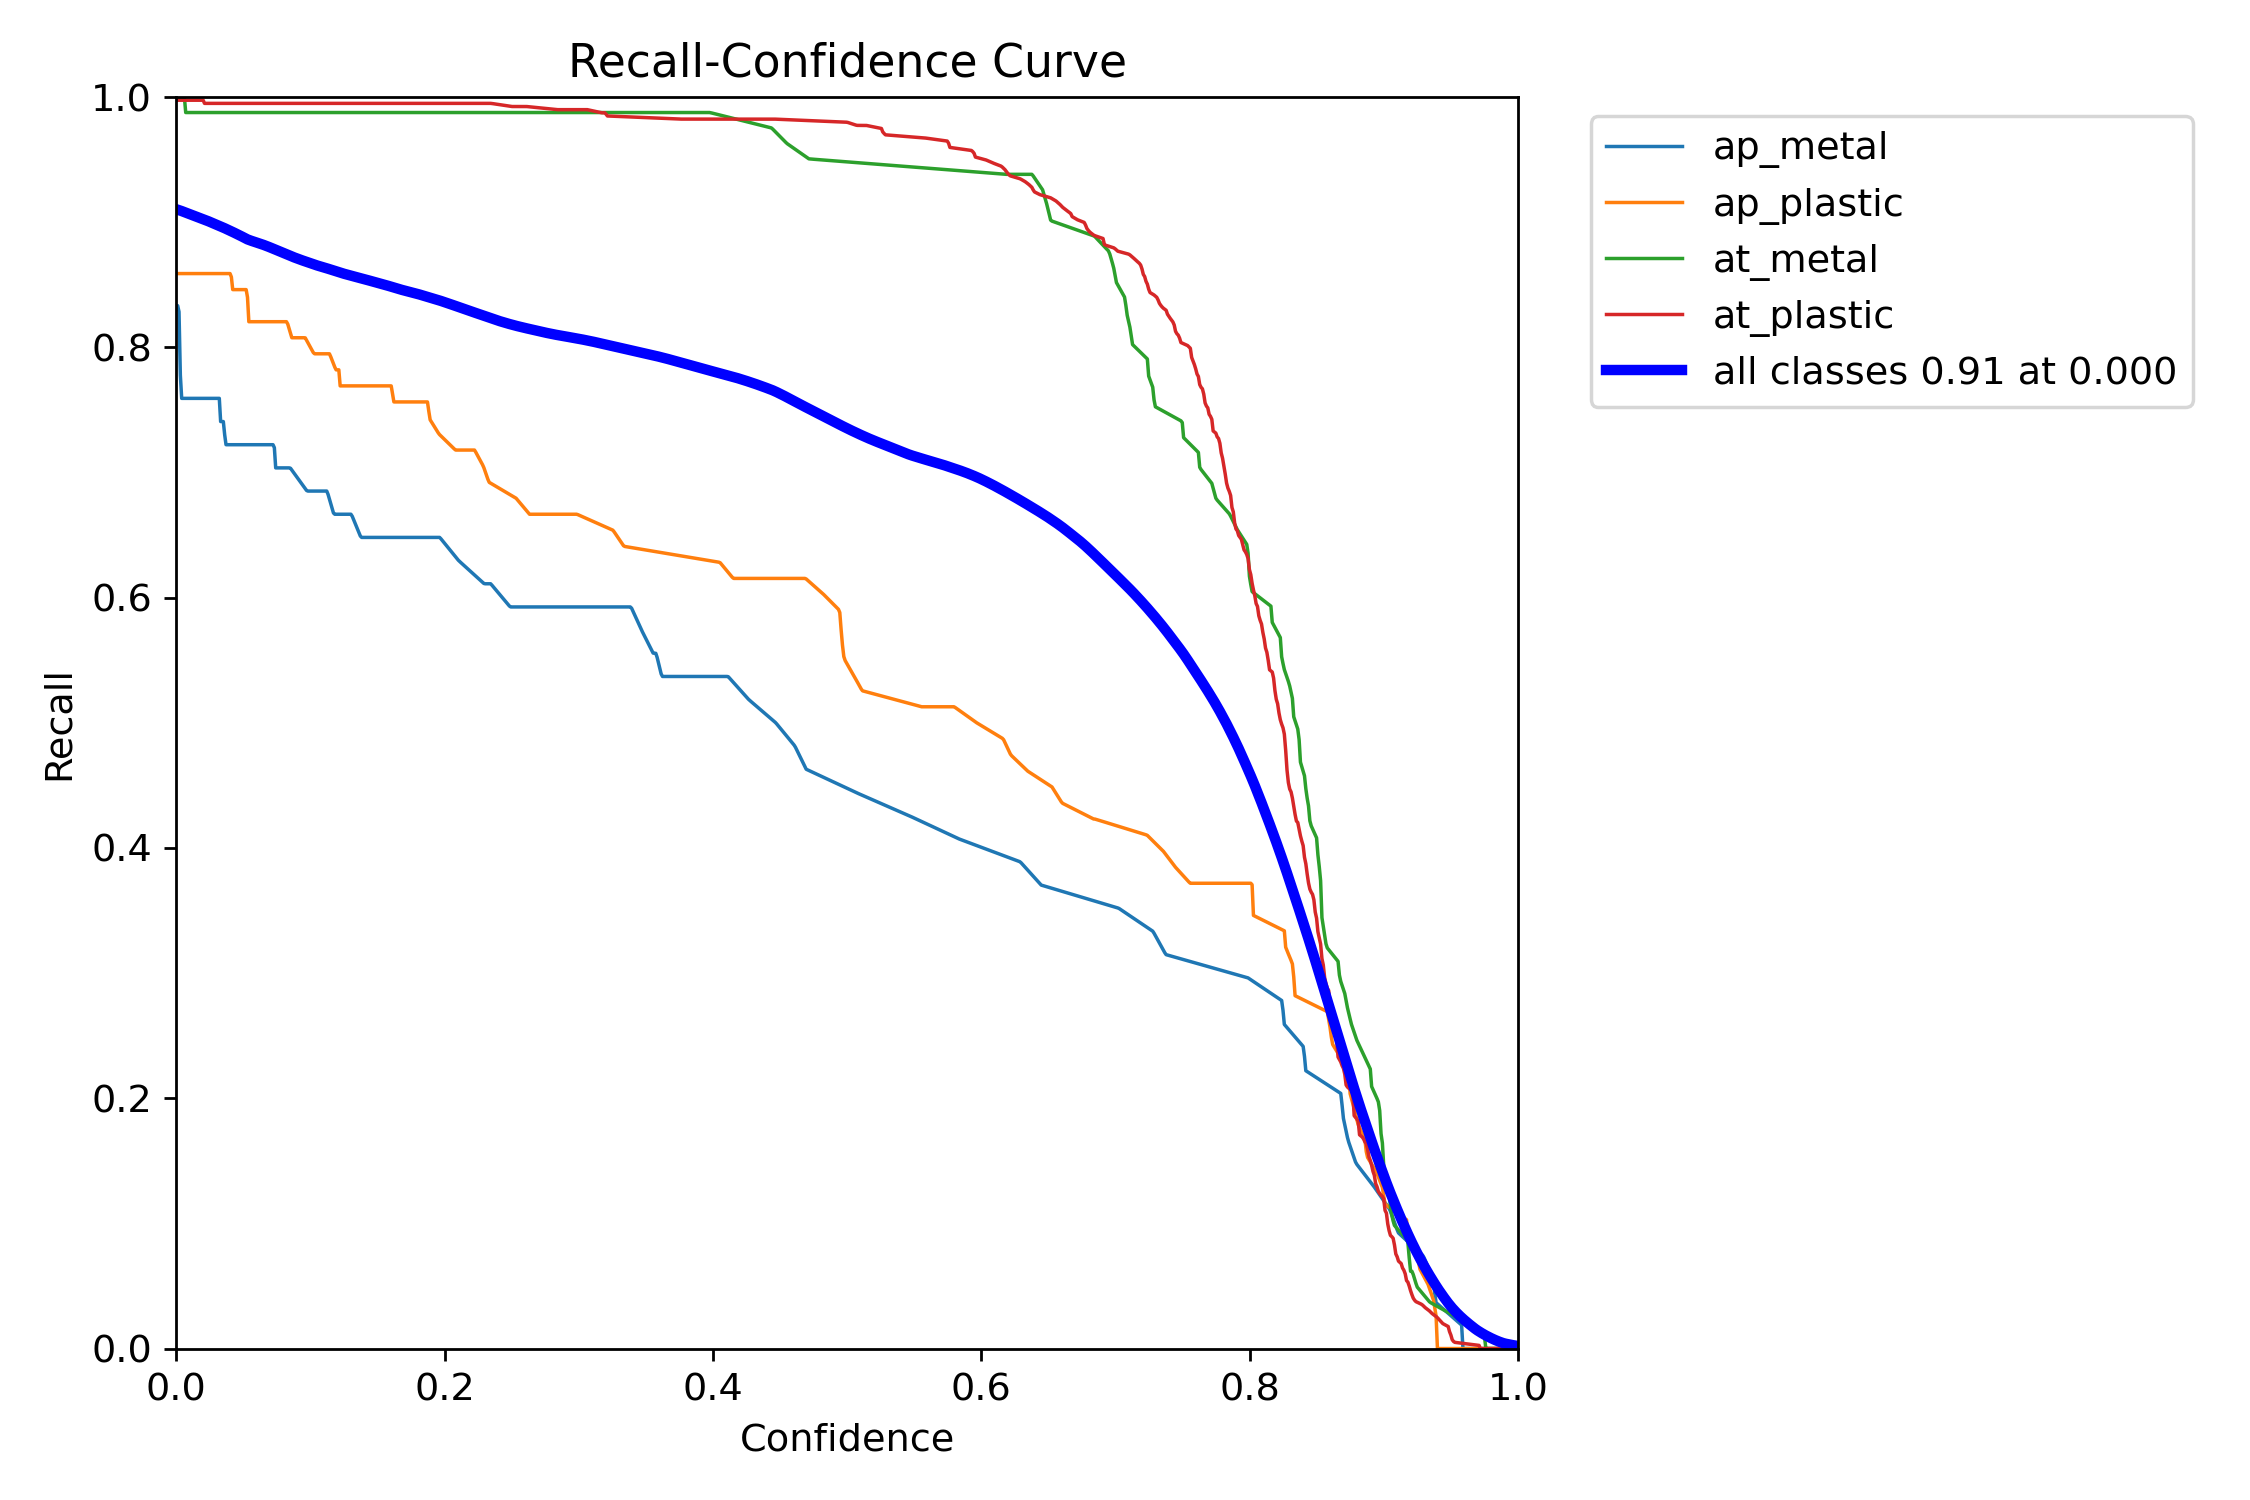 Recall-Confidence Curve
1.0
0.8
0.6
0.4
0.2
0.0
Recall
0.0 0.2 0.4 0.6 0.8 1.0
Confidence
ap_metal
ap_plastic
at_metal
at_plastic
all classes 0.91 at 0.000